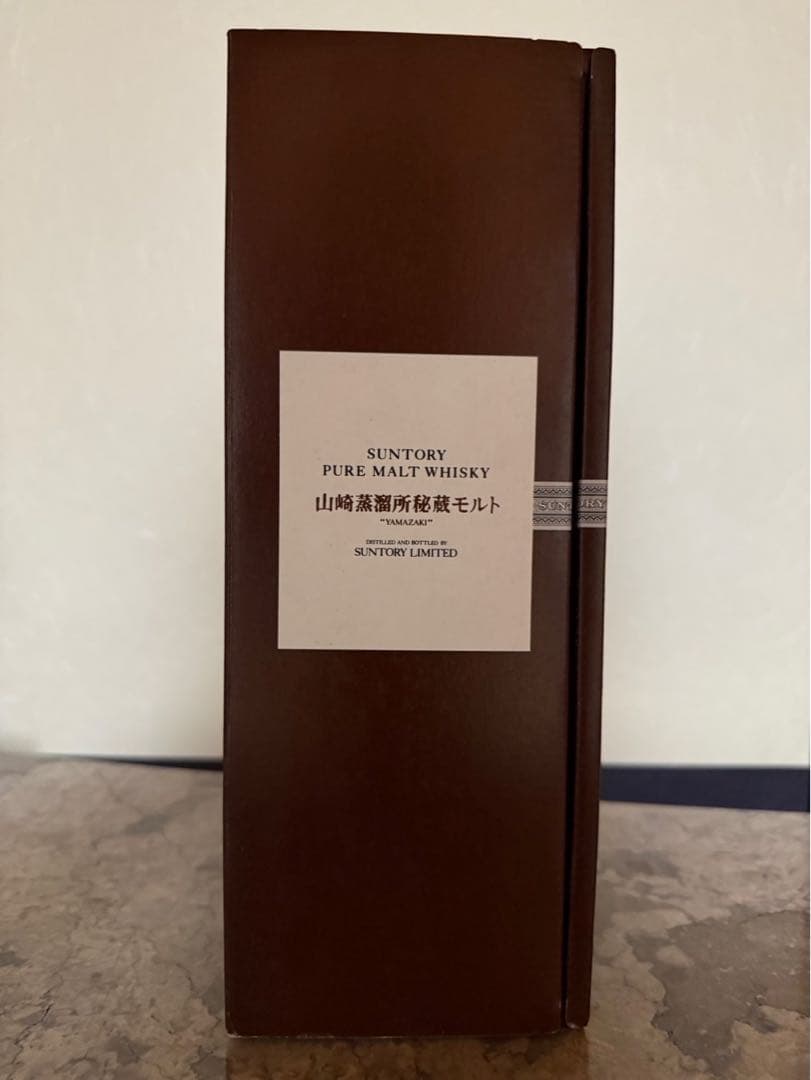 SUNTORY
PURE MALT WHISKY
山崎蒸溜所秘蔵モルト
"YAMAZAKI"
DISTILLED AND BOTTLED BY
SUNTORY LIMITED
SUNTORY